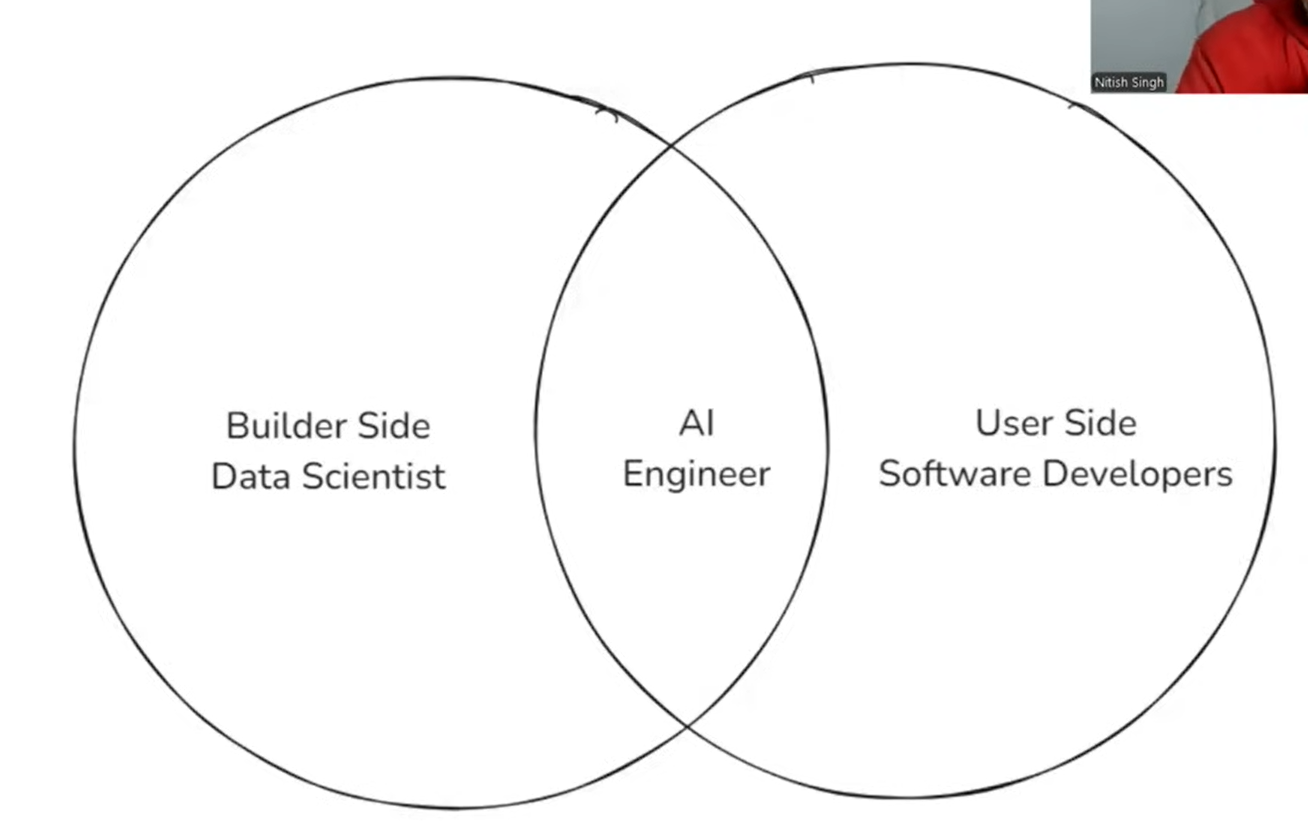 Nitish Singh
Builder Side
Data Scientist
AI
Engineer
User Side
Software Developers